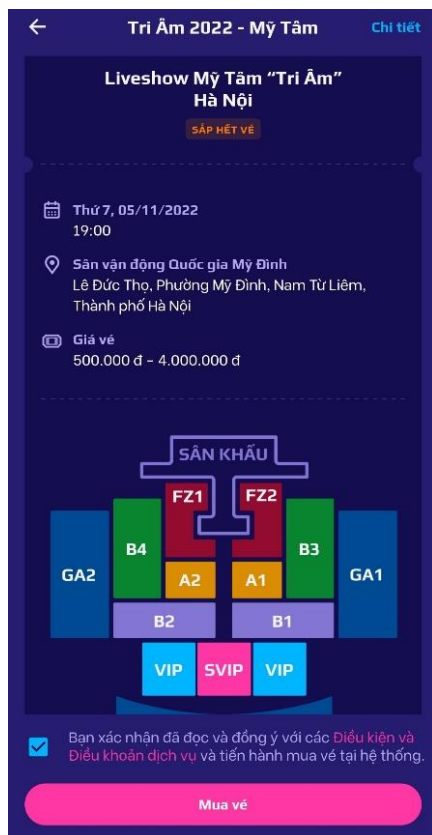 Tri Âm 2022 - Mỹ Tâm
Chi tiết
Liveshow Mỹ Tâm “Tri Âm”
Hà Nội
SẮP HẾT VÉ
Thứ 7, 05/11/2022
19:00
Sân vận động Quốc gia Mỹ Đình
Lê Đức Thọ, Phường Mỹ Đình, Nam Từ Liêm,
Thành phố Hà Nội
Giá vé
500.000 đ - 4.000.000 đ
SÂN KHẤU
FZ1
FZ2
B4
B3
GA2
A2
A1
GA1
B2
B1
VIP
SVIP
VIP
Bạn xác nhận đã đọc và đồng ý với các Điều kiện và
Điều khoản dịch vụ và tiến hành mua vé tại hệ thống.
Mua vé